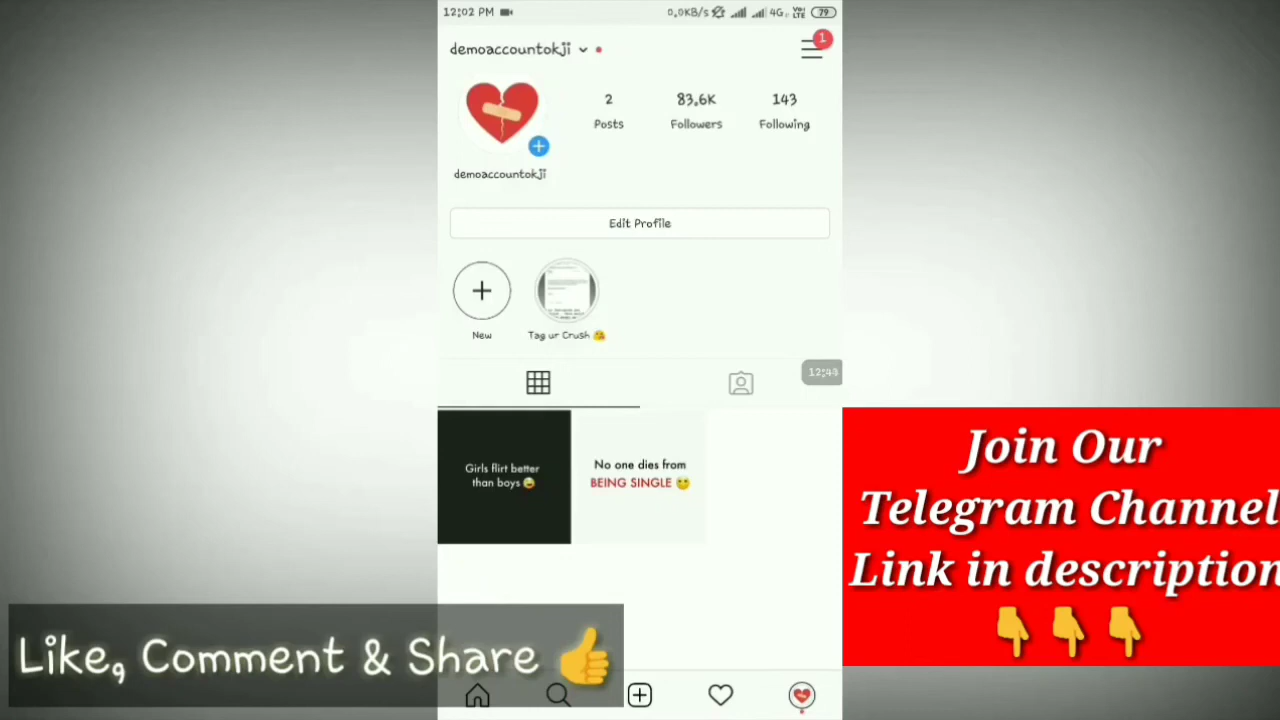 12:02 PM
0.0KB/s 4G Vo LTE 79
demoaccountokji
1
2
Posts
83.6K
Followers
143
Following
demoaccountokji
Edit Profile
New
Tag ur Crush 😘
Girls flirt better
than boys 😜
No one dies from
BEING SINGLE 😊
Join Our
Telegram Channel
Link in description
👇👇👇
Like, Comment & Share 👍